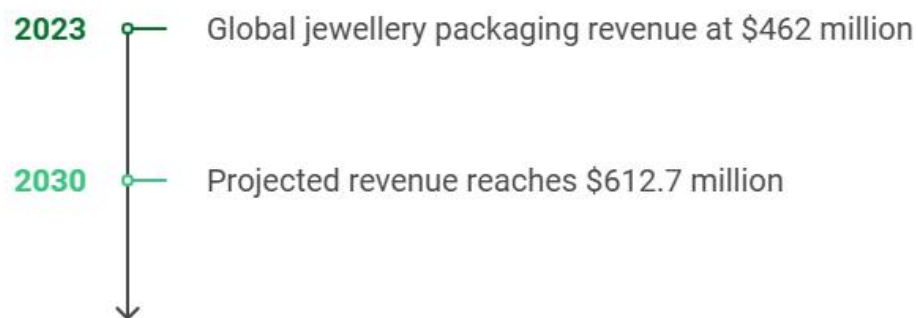 2023 Global jewellery packaging revenue at $462 million
2030 Projected revenue reaches $612.7 million